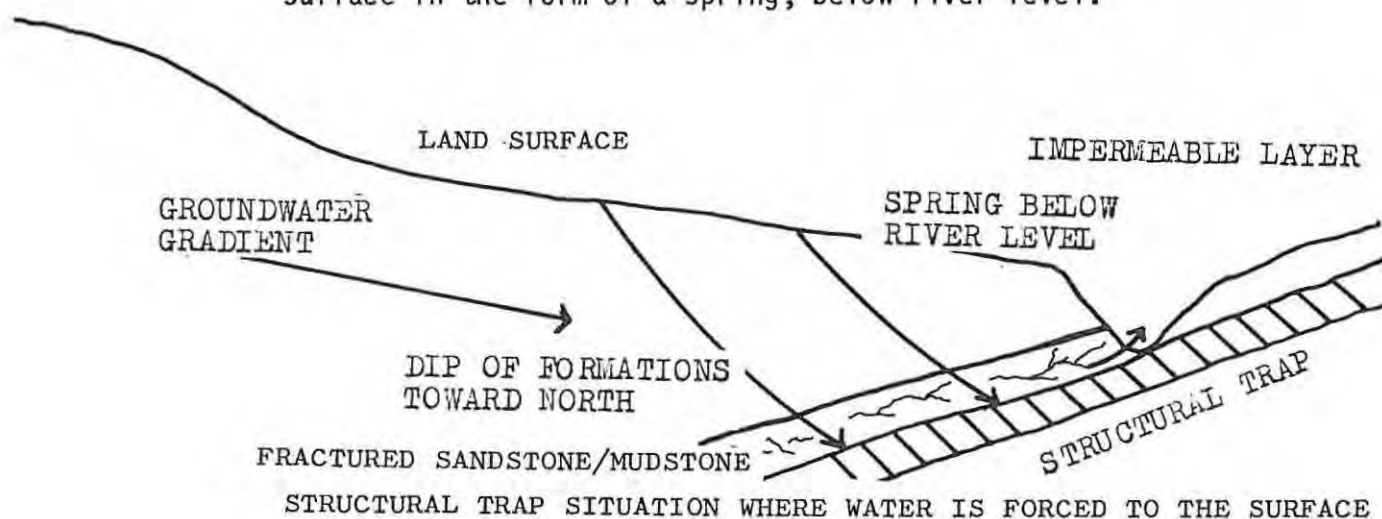 surface in the form of a spring, below river level.
LAND SURFACE
IMPERMEABLE LAYER
GROUNDWATER
GRADIENT
SPRING BELOW
RIVER LEVEL
DIP OF FORMATIONS
TOWARD NORTH
FRACTURED SANDSTONE/MUDSTONE
STRUCTURAL TRAP
STRUCTURAL TRAP SITUATION WHERE WATER IS FORCED TO THE SURFACE